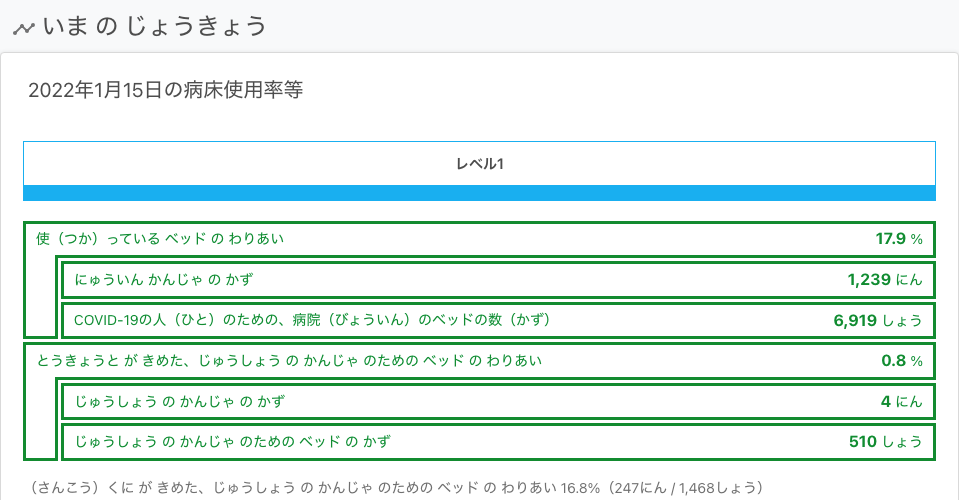 いま の じょうきょう
2022年1月15日の病床使用率等
レベル1
使（つか）っている ベッド の わりあい 17.9 %
にゅういん かんじゃ の かず 1,239 にん
COVID-19の人（ひと）のための、病院（びょういん）のベッドの数（かず） 6,919 しょう
とうきょうと が きめた、じゅうしょう の かんじゃ のための ベッド の わりあい 0.8 %
じゅうしょう の かんじゃ の かず 4 にん
じゅうしょう の かんじゃ のための ベッド の かず 510 しょう
（さんこう）くに が きめた、じゅうしょう の かんじゃ のための ベッド の わりあい 16.8%（247にん / 1,468しょう）